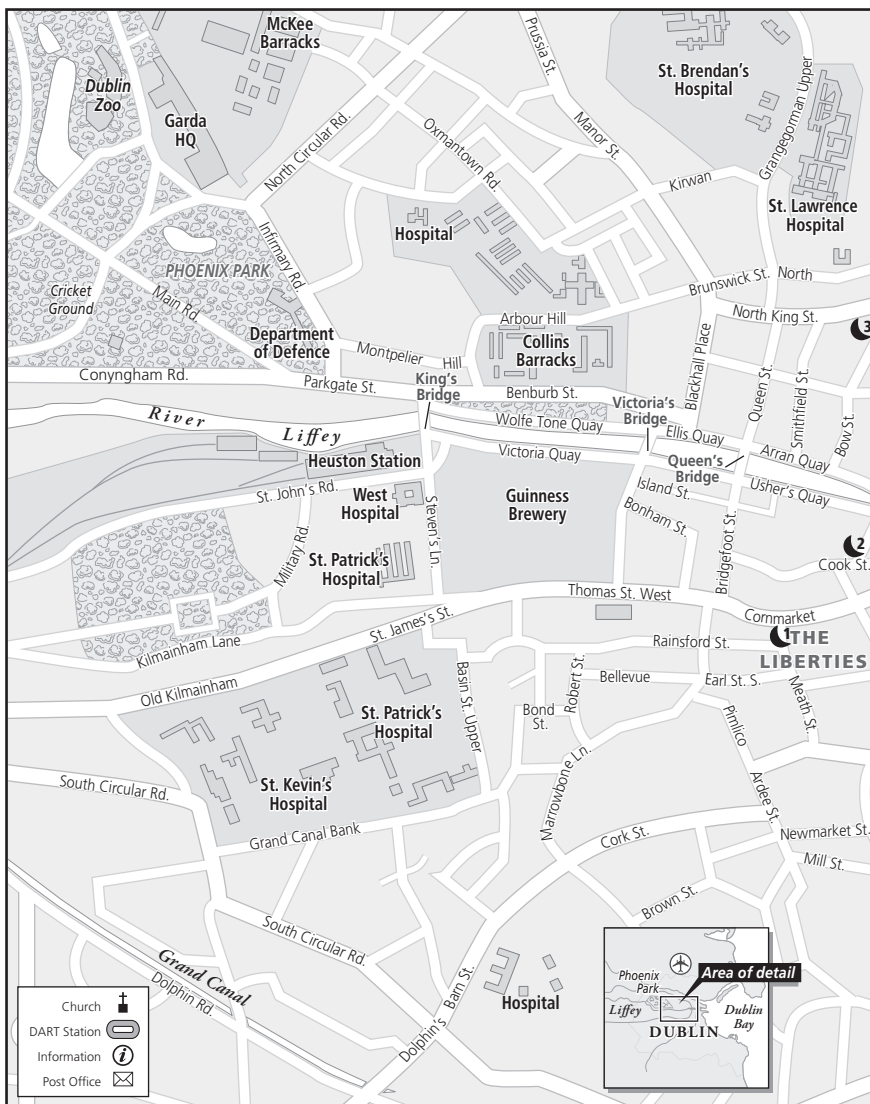 McKee
Barracks
Prussia St.
St. Brendan's
Hospital
Dublin
Zoo
Garda
HQ
North Circular Rd.
Oxmantown Rd.
Manor St.
Grangegorman Upper
Kirwan
St. Lawrence
Hospital
Hospital
PHOENIX PARK
Infirmary Rd.
Cricket
Ground
Main Rd.
Brunswick St. North
Department
of Defence
Arbour Hill
Collins
Barracks
North King St.
3
Montpelier Hill
Conyngham Rd.
Parkgate St.
King's
Bridge
Benburb St.
Victoria's
Bridge
Blackhall Place
Queen St.
Smithfield St.
Bow St.
River Liffey
Wolfe Tone Quay
Ellis Quay
Arran Quay
Heuston Station
Victoria Quay
Queen's
Bridge
Usher's Quay
St. John's Rd.
West
Hospital
Steven's Ln.
Guinness
Brewery
Island St.
Bonham St.
Bridgefoot St.
2
Cook St.
Military Rd.
St. Patrick's
Hospital
Thomas St. West
Cornmarket
St. James's St.
Kilmainham Lane
Rainsford St.
1
THE
LIBERTIES
Old Kilmainham
Basin St. Upper
Robert St.
Bellevue
Earl St. S.
Meath St.
St. Patrick's
Hospital
Bond
St.
Pimlico
St. Kevin's
Hospital
South Circular Rd.
Marrowbone Ln.
Ardee St.
Grand Canal Bank
Cork St.
Newmarket St.
Mill St.
Brown St.
South Circular Rd.
Grand Canal
Dolphin Rd.
Dolphin's Barn St.
Hospital
Church
DART Station
Information
i
Post Office
Phoenix
Park
Area of detail
Liffey
DUBLIN
Dublin
Bay